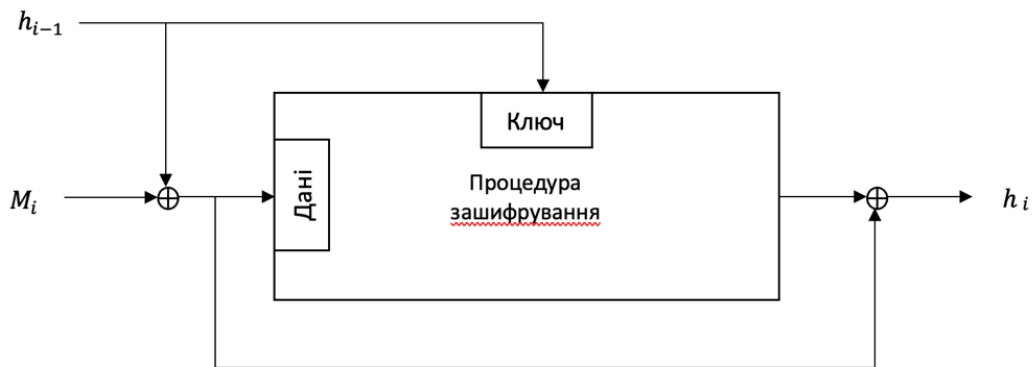 h_{i−1}
Ключ
M_i
Дані
Процедура
зашифрування
h_i